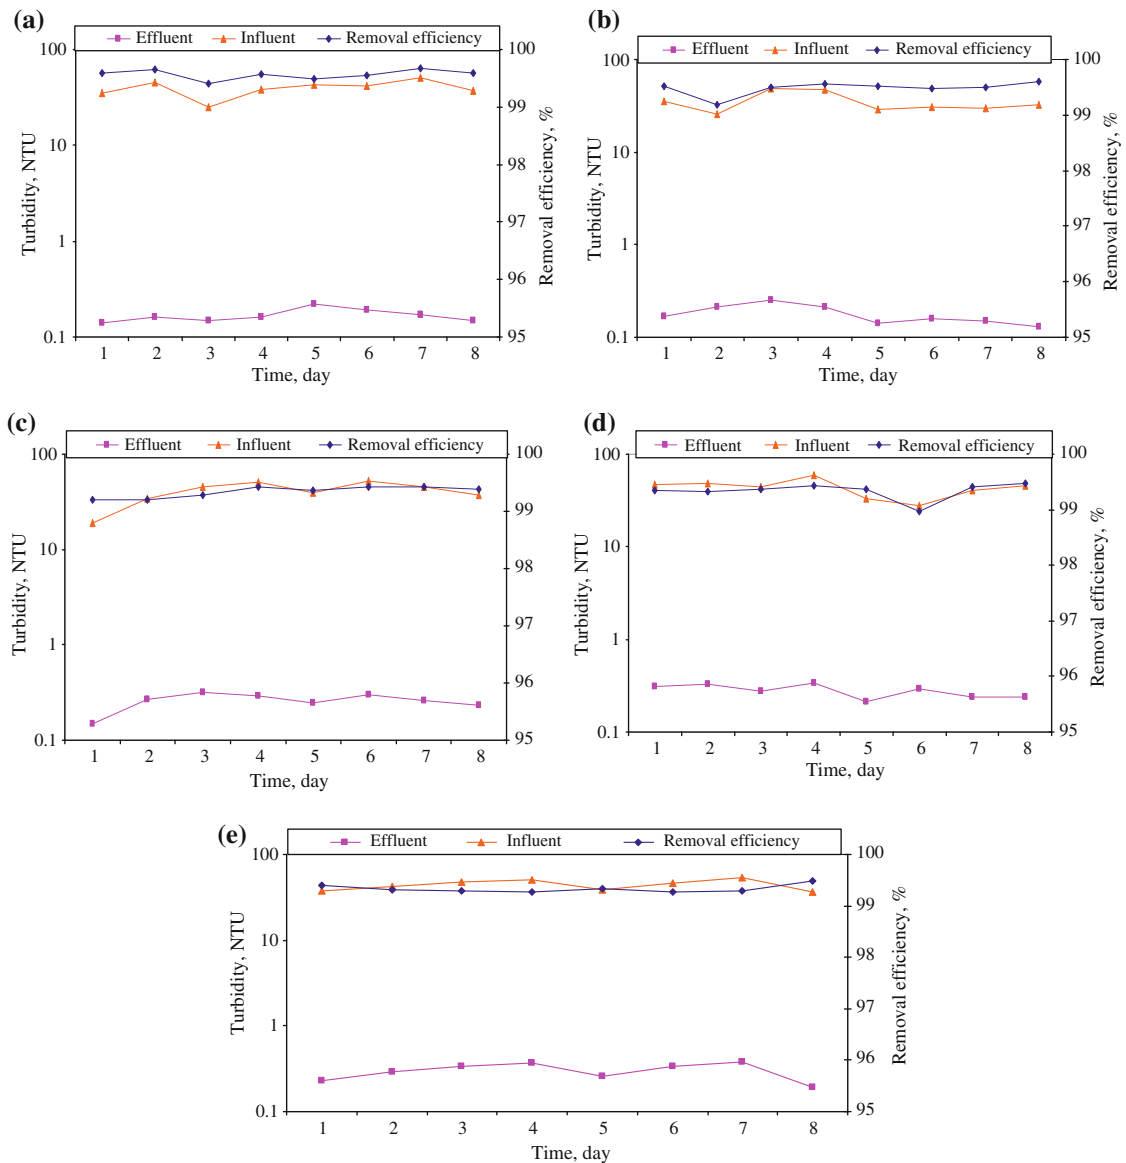 (a)
Effluent Influent Removal efficiency
100
10
1
0.1
Turbidity, NTU
100
99
98
97
96
95
Removal efficiency, %
1 2 3 4 5 6 7 8
Time, day
(b)
Effluent Influent Removal efficiency
100
10
1
0.1
Turbidity, NTU
100
99
98
97
96
95
Removal efficiency, %
1 2 3 4 5 6 7 8
Time, day
(c)
Effluent Influent Removal efficiency
100
10
1
0.1
Turbidity, NTU
100
99
98
97
96
95
1 2 3 4 5 6 7 8
Time, day
(d)
Effluent Influent Removal efficiency
100
10
1
0.1
Turbidity, NTU
100
99
98
97
96
95
Removal efficiency, %
1 2 3 4 5 6 7 8
Time, day
(e)
Effluent Influent Removal efficiency
100
10
1
0.1
Turbidity, NTU
100
99
98
97
96
95
Removal efficiency, %
1 2 3 4 5 6 7 8
Time, day